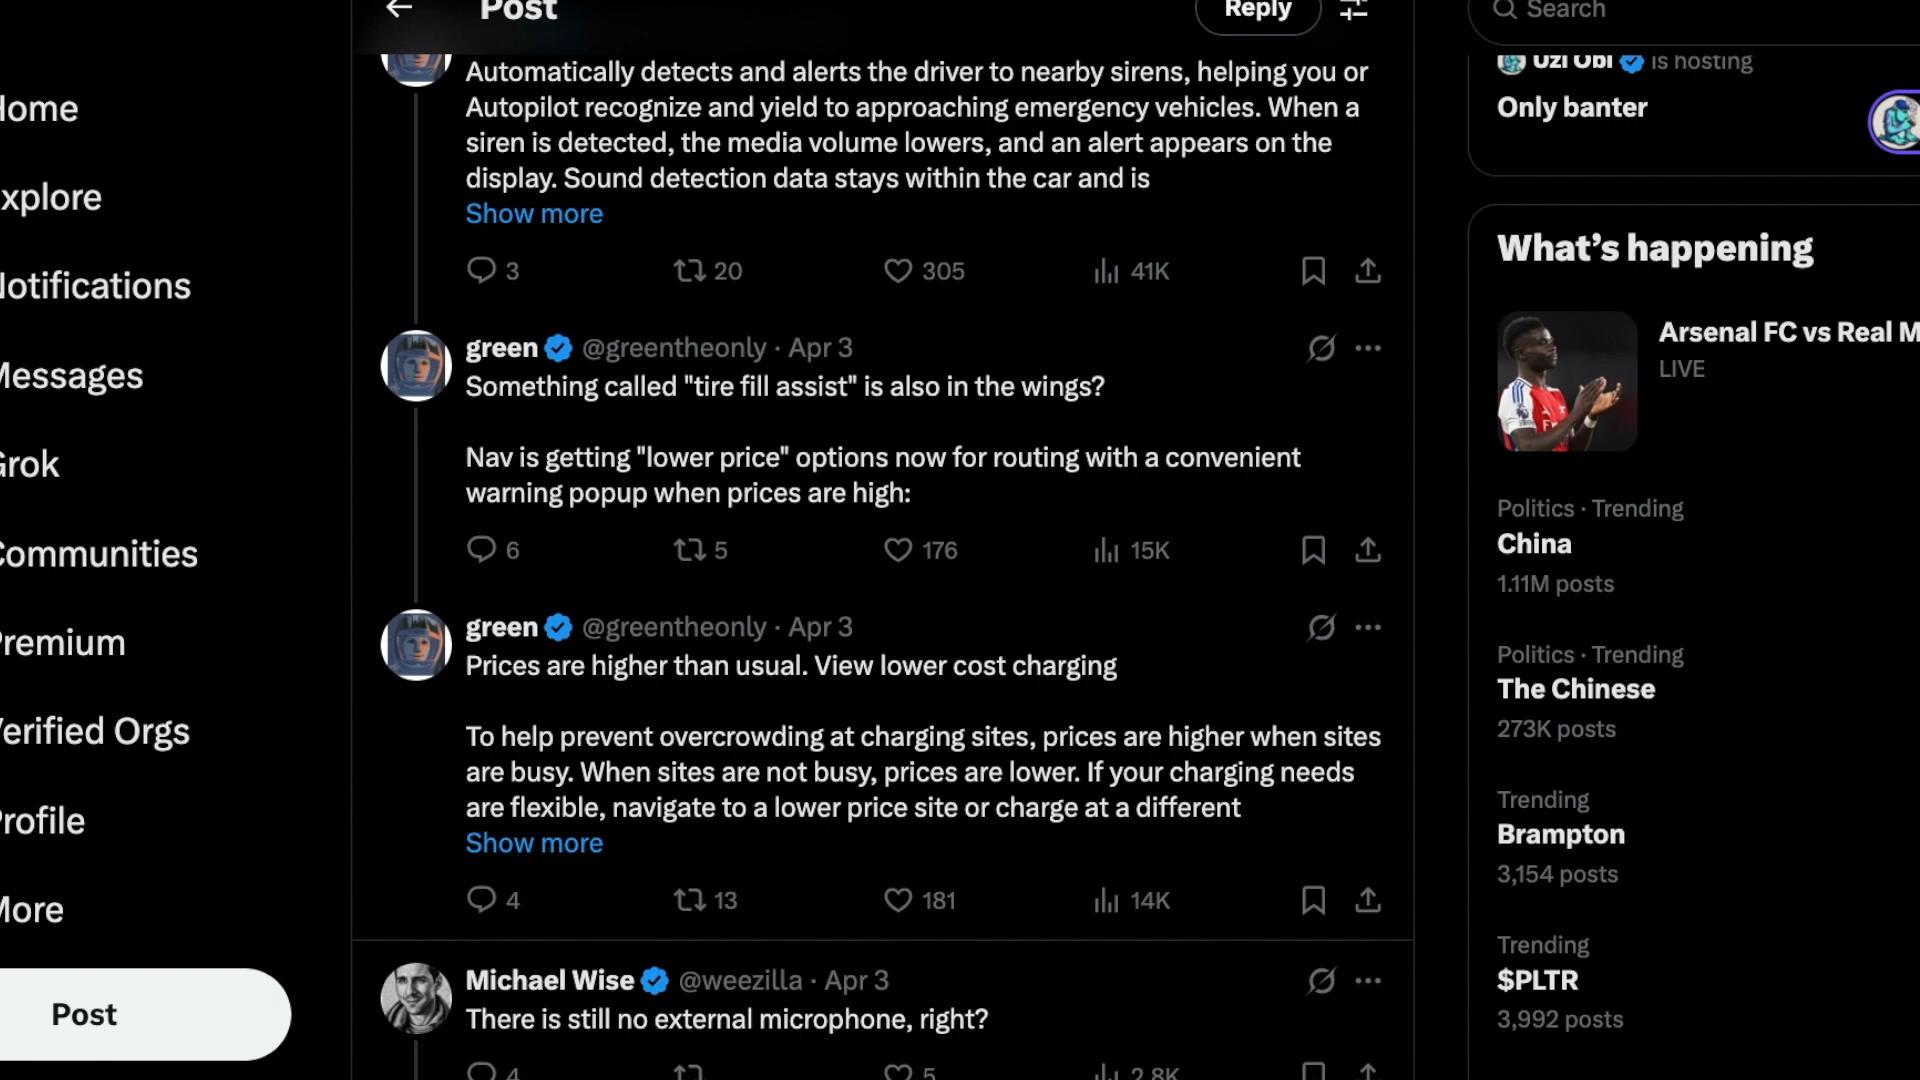 Post
Reply
Search
Home
Explore
Notifications
Messages
Grok
Communities
Premium
Verified Orgs
Profile
More
Post
Automatically detects and alerts the driver to nearby sirens, helping you or
Autopilot recognize and yield to approaching emergency vehicles. When a
siren is detected, the media volume lowers, and an alert appears on the
display. Sound detection data stays within the car and is
Show more
3 20 305 41K
green @greentheonly · Apr 3
Something called "tire fill assist" is also in the wings?
Nav is getting "lower price" options now for routing with a convenient
warning popup when prices are high:
6 5 176 15K
green @greentheonly · Apr 3
Prices are higher than usual. View lower cost charging
To help prevent overcrowding at charging sites, prices are higher when sites
are busy. When sites are not busy, prices are lower. If your charging needs
are flexible, navigate to a lower price site or charge at a different
Show more
4 13 181 14K
Michael Wise @weezilla · Apr 3
There is still no external microphone, right?
4 5 2.8K
Uzi Obi is hosting
Only banter
What's happening
Arsenal FC vs Real M
LIVE
Politics · Trending
China
1.11M posts
Politics · Trending
The Chinese
273K posts
Trending
Brampton
3,154 posts
Trending
$PLTR
3,992 posts